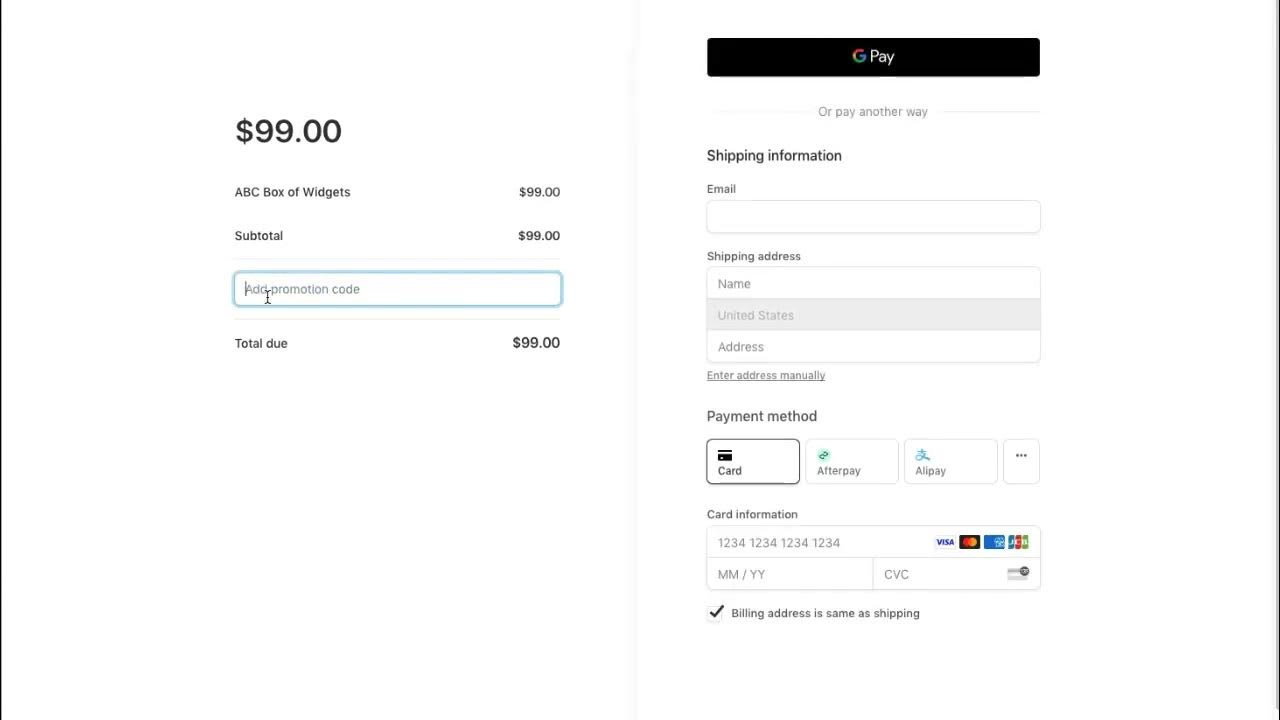 $99.00
ABC Box of Widgets $99.00
Subtotal $99.00
Add promotion code
Total due $99.00
G Pay
Or pay another way
Shipping information
Email
Shipping address
Name
United States
Address
Enter address manually
Payment method
Card
Afterpay
Alipay
Card information
1234 1234 1234 1234 VISA
MM / YY CVC
Billing address is same as shipping